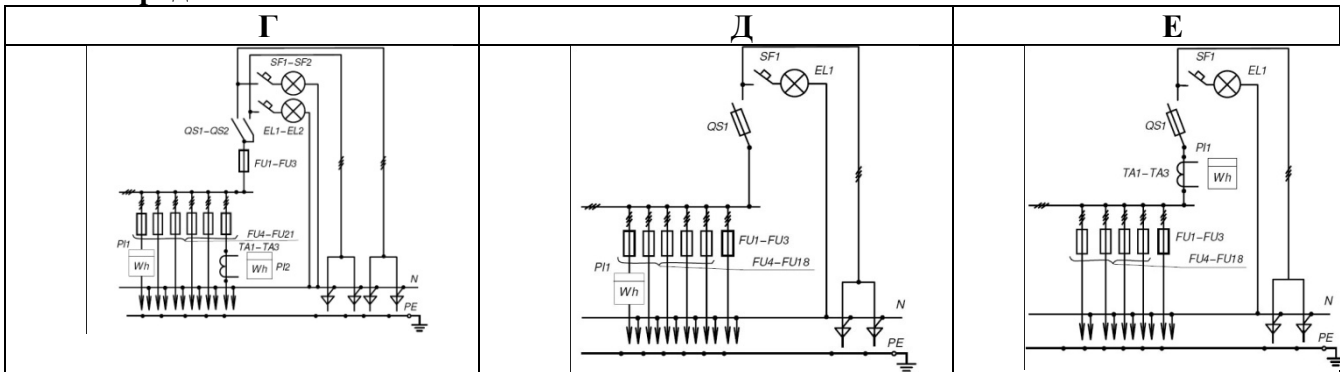 Г
Д
Е
SF1-SF2
QS1-QS2
EL1-EL2
FU1-FU3
FU4-FU21
TA1-TA3
PI1
Wh
Wh
PI2
N
PE
SF1
EL1
QS1
FU1-FU3
FU4-FU18
PI1
Wh
N
PE
SF1
EL1
QS1
PI1
TA1-TA3
Wh
FU1-FU3
FU4-FU18
N
PE